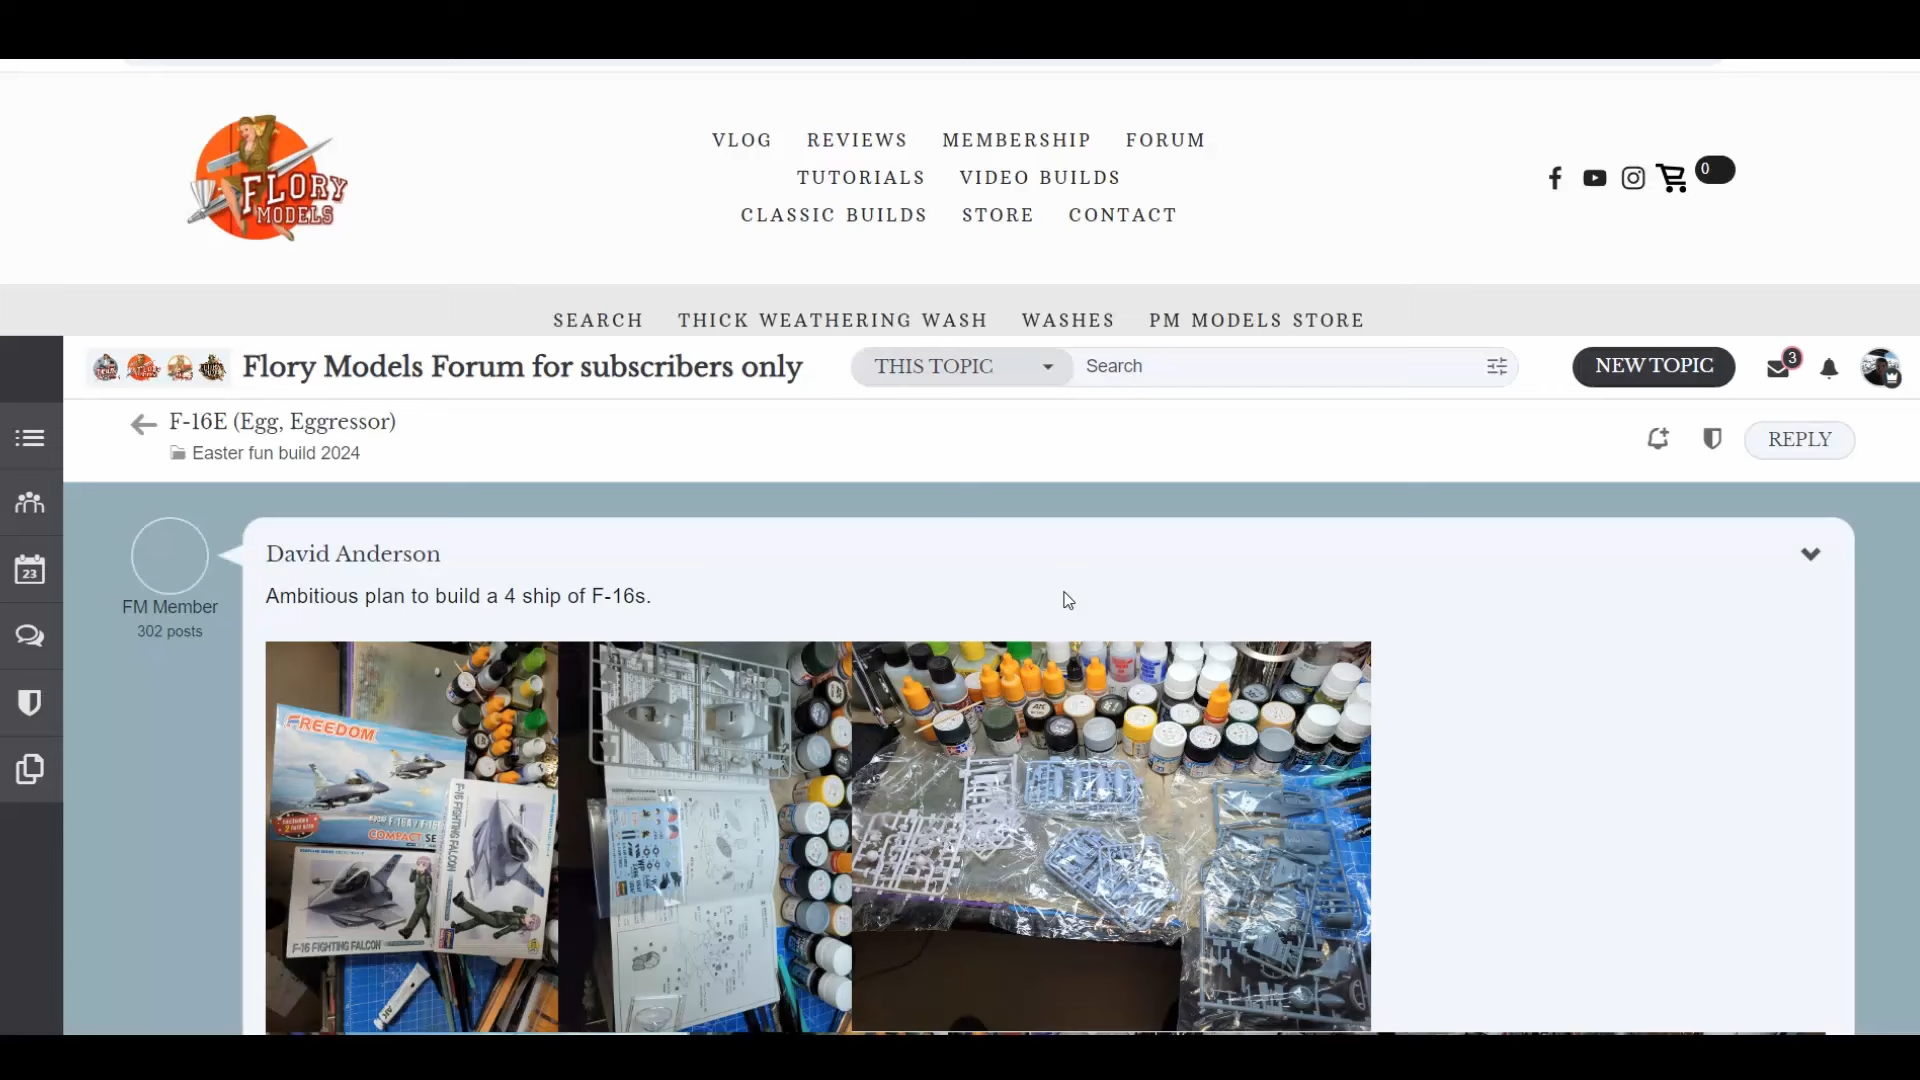 VLOG REVIEWS MEMBERSHIP FORUM
TUTORIALS VIDEO BUILDS
CLASSIC BUILDS STORE CONTACT
FLORY
MODELS
0
SEARCH THICK WEATHERING WASH WASHES PM MODELS STORE
Flory Models Forum for subscribers only
THIS TOPIC
Search
NEW TOPIC
3
F-16E (Egg, Eggressor)
Easter fun build 2024
REPLY
23
David Anderson
FM Member
302 posts
Ambitious plan to build a 4 ship of F-16s.
FREEDOM
COMPACT SE
F-16 FIGHTING FALCON
F-16 FIGHTING FALCON
AK